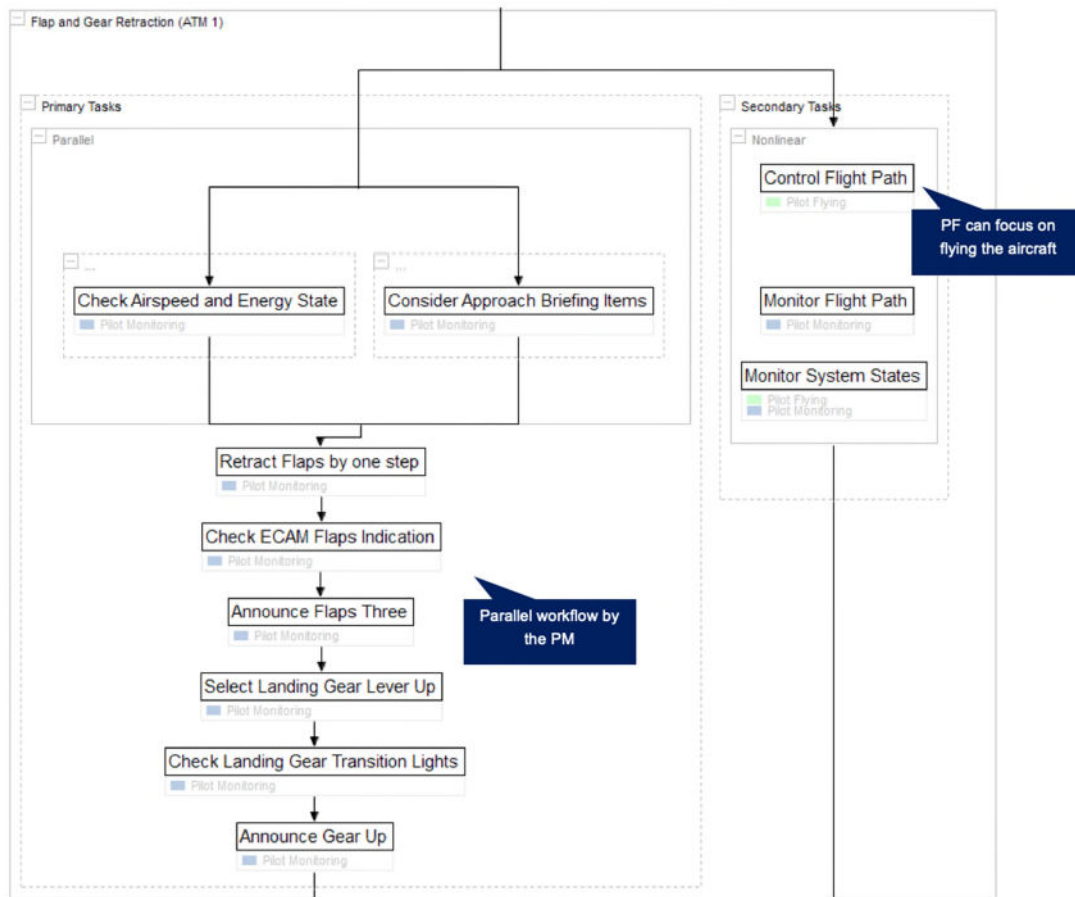 Flap and Gear Retraction (ATM 1)
Primary Tasks
Parallel
...
Check Airspeed and Energy State
Pilot Monitoring
...
Consider Approach Briefing Items
Pilot Monitoring
Retract Flaps by one step
Pilot Monitoring
Check ECAM Flaps Indication
Pilot Monitoring
Announce Flaps Three
Pilot Monitoring
Select Landing Gear Lever Up
Pilot Monitoring
Check Landing Gear Transition Lights
Pilot Monitoring
Announce Gear Up
Pilot Monitoring
Parallel workflow by
the PM
Secondary Tasks
Nonlinear
Control Flight Path
Pilot Flying
PF can focus on
flying the aircraft
Monitor Flight Path
Pilot Monitoring
Monitor System States
Pilot Flying
Pilot Monitoring